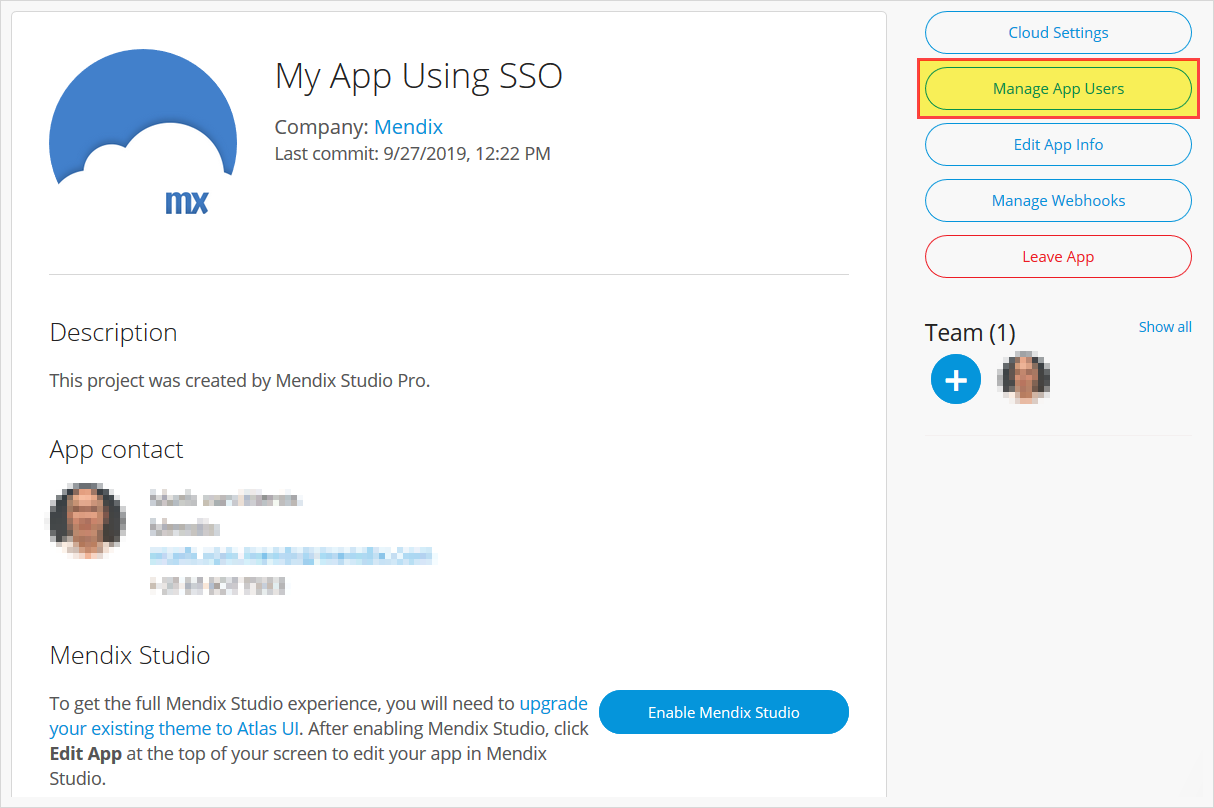 My App Using SSO
Company: Mendix
Last commit: 9/27/2019, 12:22 PM
mx
Description
This project was created by Mendix Studio Pro.
App contact
Mendix Studio
To get the full Mendix Studio experience, you will need to upgrade
your existing theme to Atlas UI. After enabling Mendix Studio, click
Edit App at the top of your screen to edit your app in Mendix
Studio.
Enable Mendix Studio
Cloud Settings
Manage App Users
Edit App Info
Manage Webhooks
Leave App
Team (1)
Show all